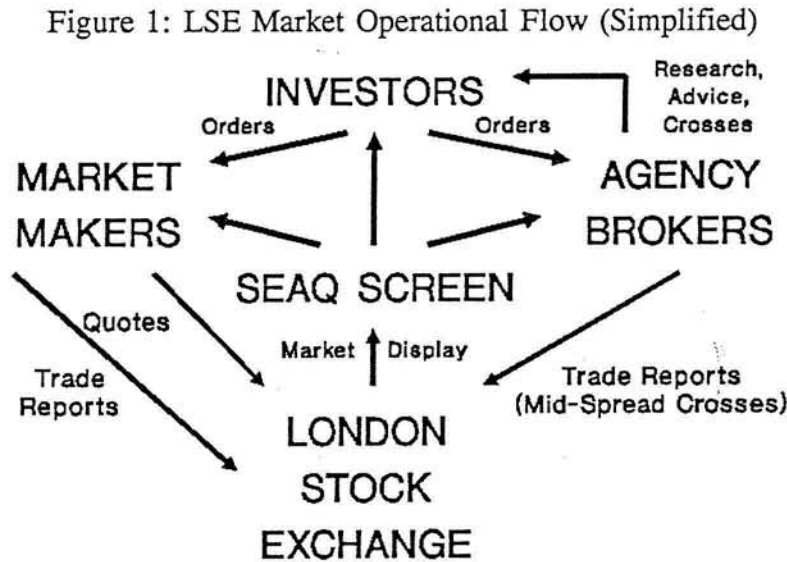 Figure 1: LSE Market Operational Flow (Simplified)
INVESTORS
Research,
Advice,
Crosses
Orders
Orders
MARKET
MAKERS
AGENCY
BROKERS
SEAQ SCREEN
Quotes
Market Display
Trade
Reports
Trade Reports
(Mid-Spread Crosses)
LONDON
STOCK
EXCHANGE